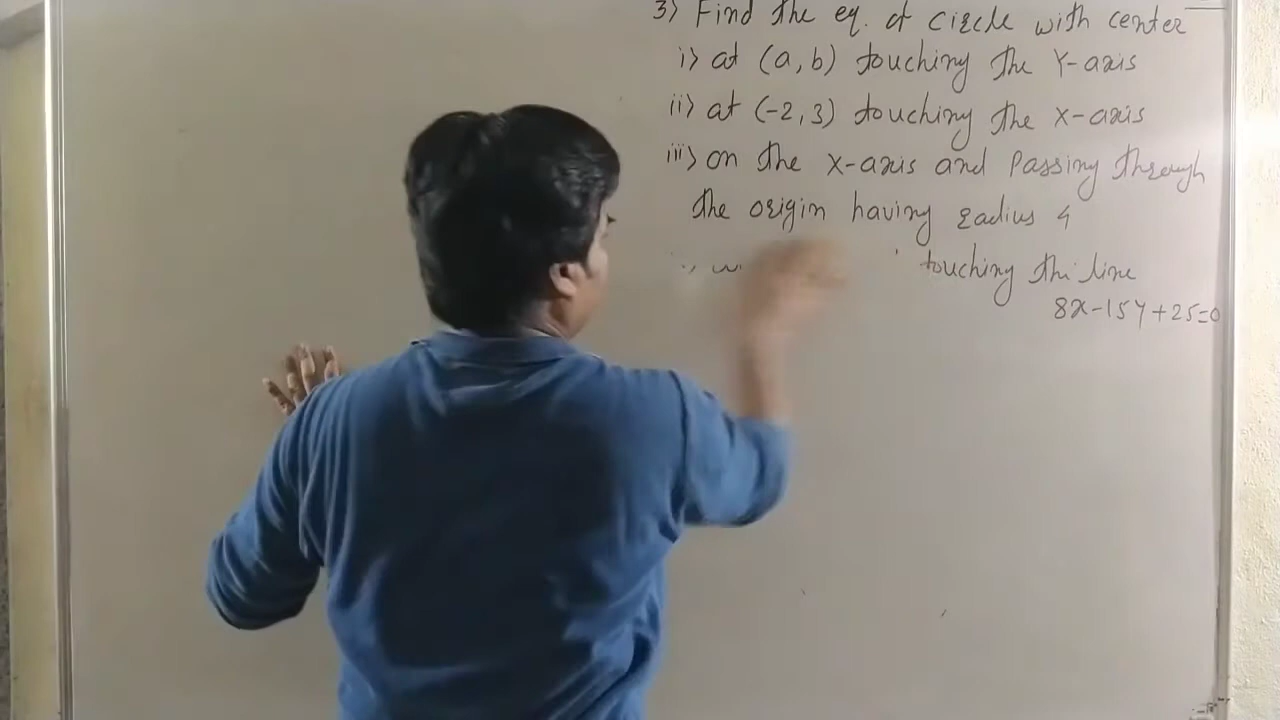 3) Find the eq. of circle with center
i) at (a, b) touching the Y-axis
ii) at (-2, 3) touching the X-axis
iii) on the X-axis and Passing through
the origin having radius 4
touching the line
8x-15y+25=0